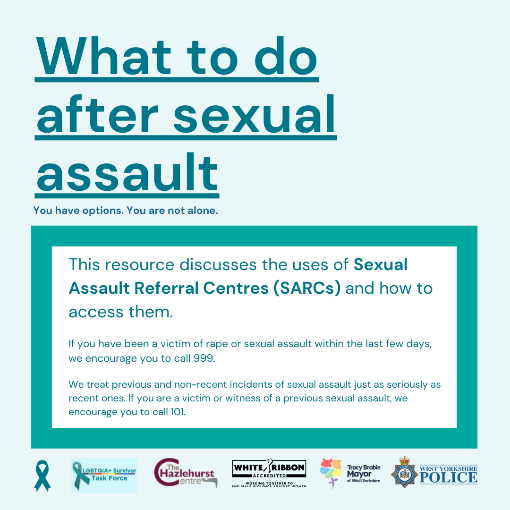 What to do
after sexual
assault
You have options. You are not alone.
This resource discusses the uses of Sexual
Assault Referral Centres (SARCs) and how to
access them.
If you have been a victim of rape or sexual assault within the last few days,
we encourage you to call 999.
We treat previous and non-recent incidents of sexual assault just as seriously as
recent ones. If you are a victim or witness of a previous sexual assault, we
encourage you to call 101.
LGBTQIA+ Survivor
Task Force
The
Hazlehurst
Centre
WHITE RIBBON
ACCREDITED
WORKING TOGETHER TO
Tracy Brabin
Mayor
of West Yorkshire
WEST YORKSHIRE
POLICE